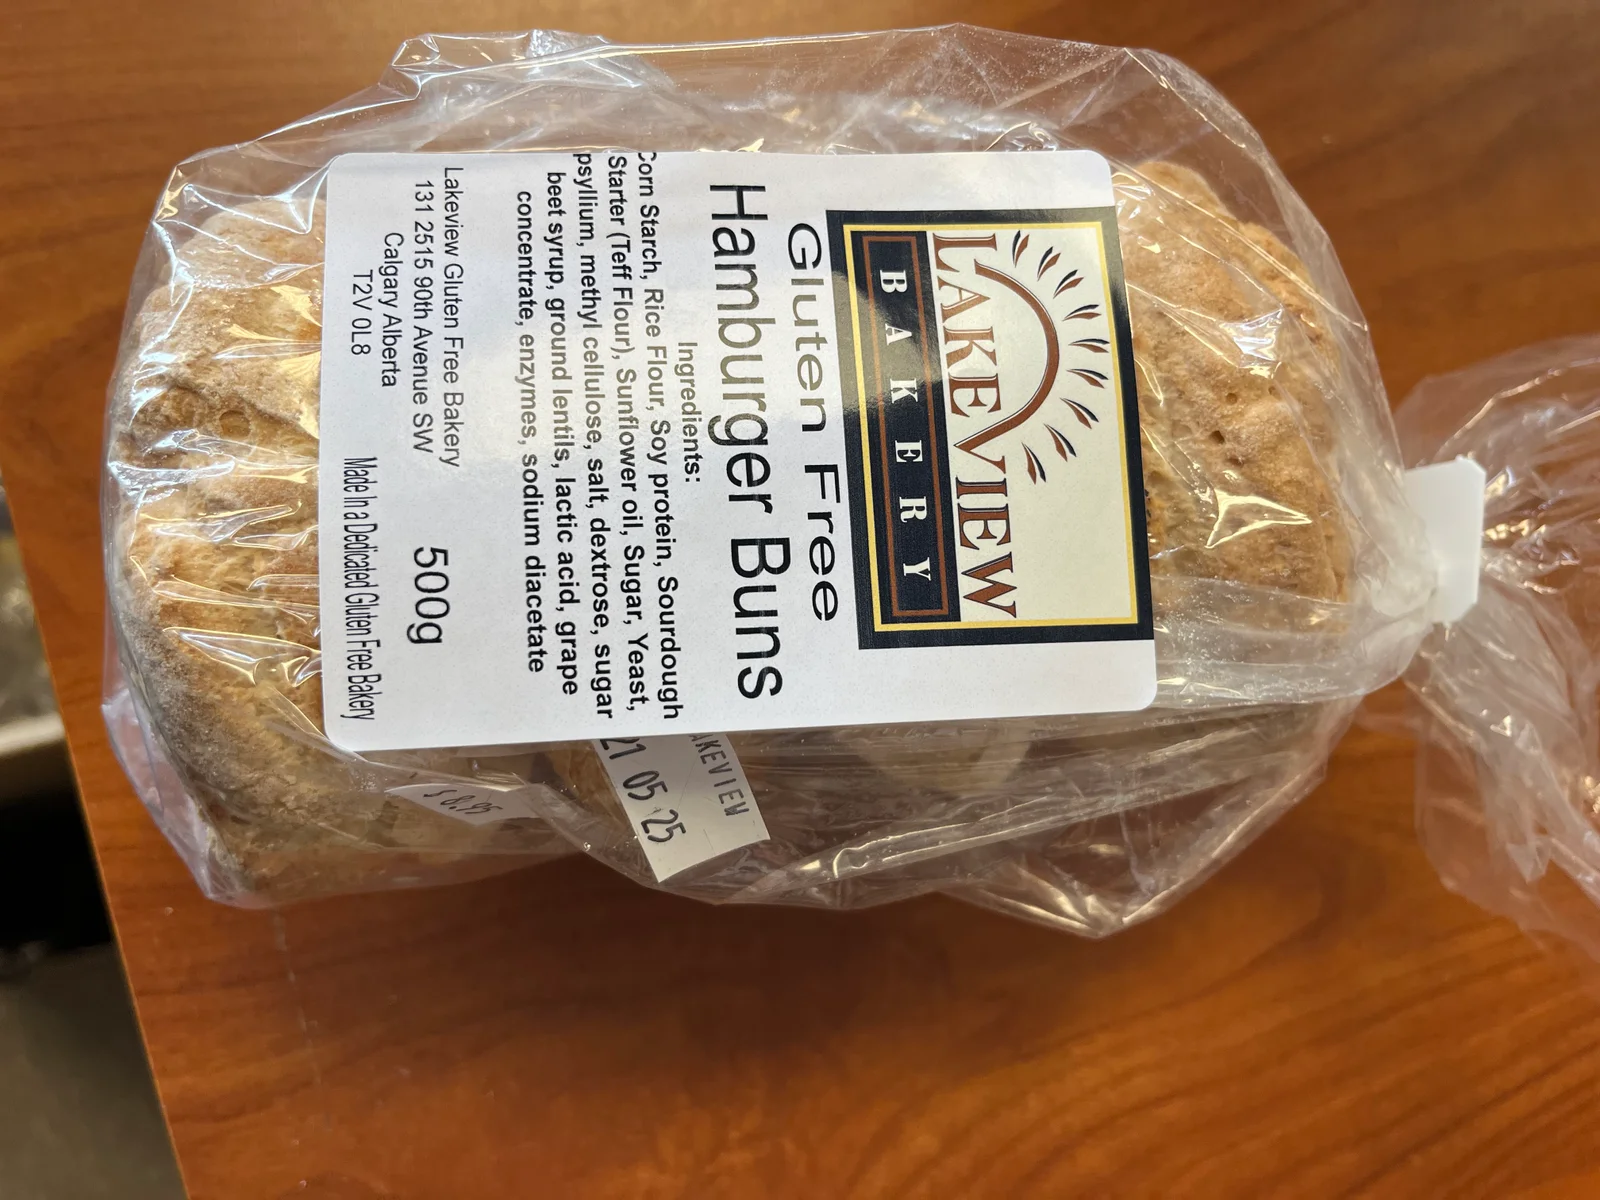 LAKEVIEW
BAKERY
Gluten Free
Hamburger Buns
Ingredients:
Corn Starch, Rice Flour, Soy protein, Sourdough
Starter (Teff Flour), Sunflower oil, Sugar, Yeast,
psyllium, methyl cellulose, salt, dextrose, sugar
beet syrup, ground lentils, lactic acid, grape
concentrate, enzymes, sodium diacetate
Lakeview Gluten Free Bakery
131 2515 90th Avenue SW
Calgary Alberta
T2V 0L8
500g
Made In a Dedicated Gluten Free Bakery
AKEVIEW
21 05 25
$8.95